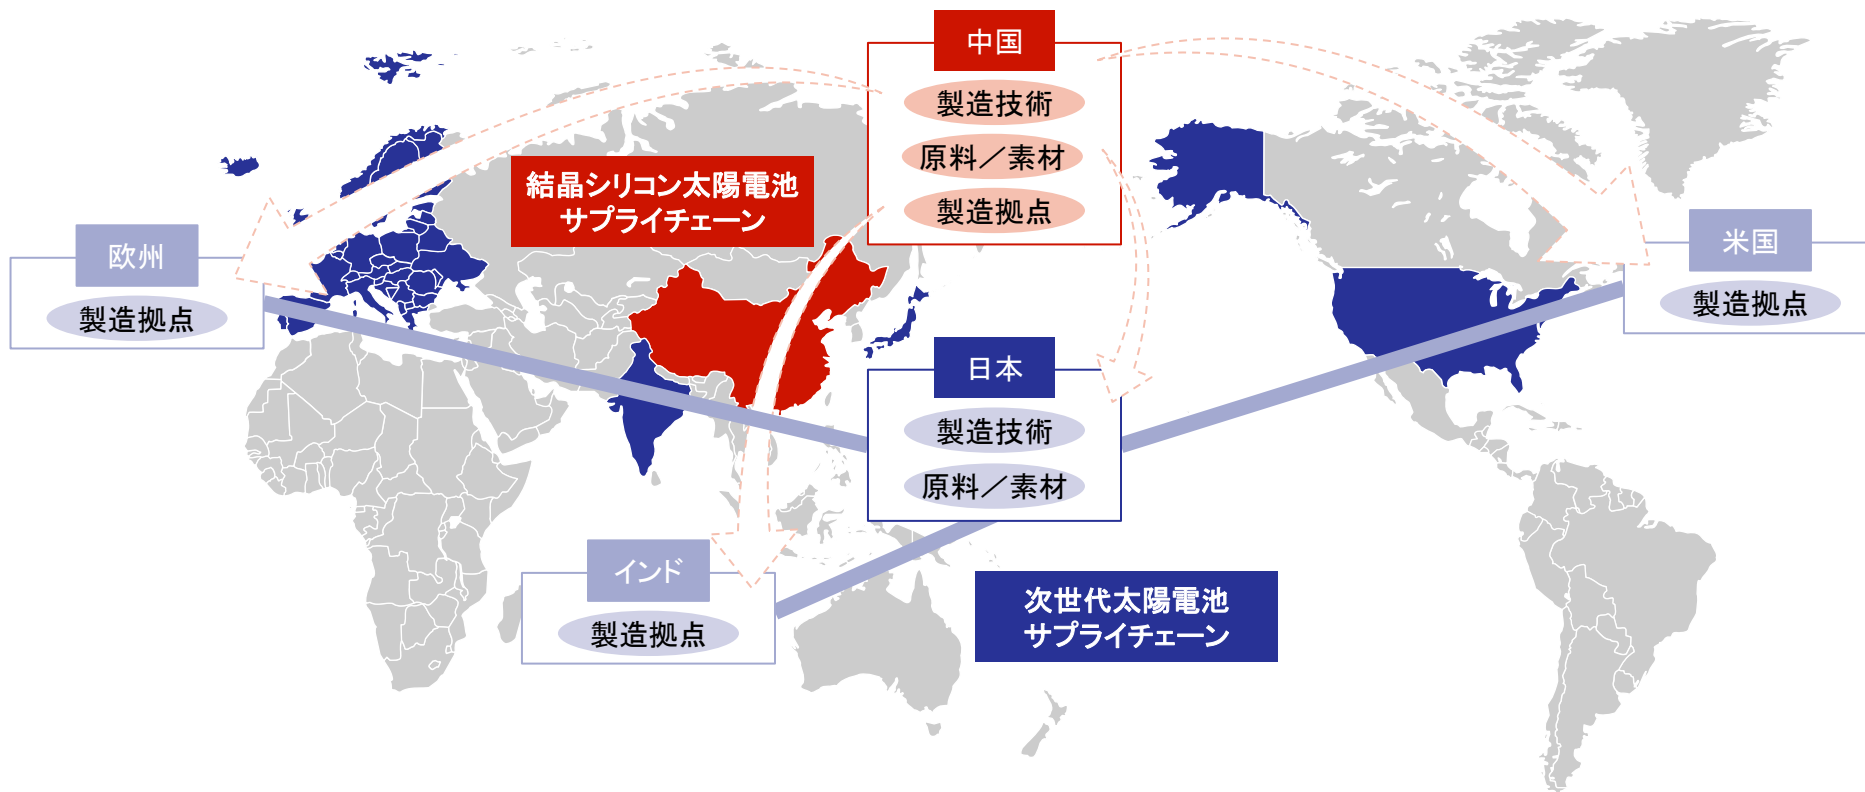 中国
製造技術
原料／素材
製造拠点
結晶シリコン太陽電池
サプライチェーン
欧州
製造拠点
米国
製造拠点
日本
製造技術
原料／素材
インド
製造拠点
次世代太陽電池
サプライチェーン